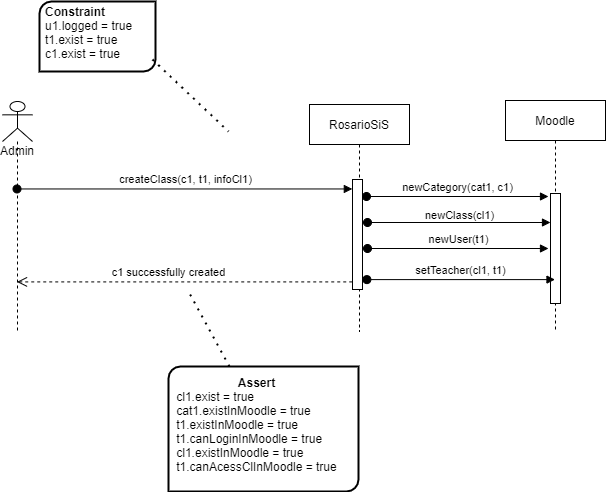 Constraint
u1.logged = true
t1.exist = true
c1.exist = true
Admin
RosarioSiS
Moodle
createClass(c1, t1, infoCl1)
newCategory(cat1, c1)
newClass(cl1)
newUser(t1)
c1 successfully created
setTeacher(cl1, t1)
Assert
cl1.exist = true
cat1.existInMoodle = true
t1.existInMoodle = true
t1.canLoginInMoodle = true
cl1.existInMoodle = true
t1.canAcessClInMoodle = true